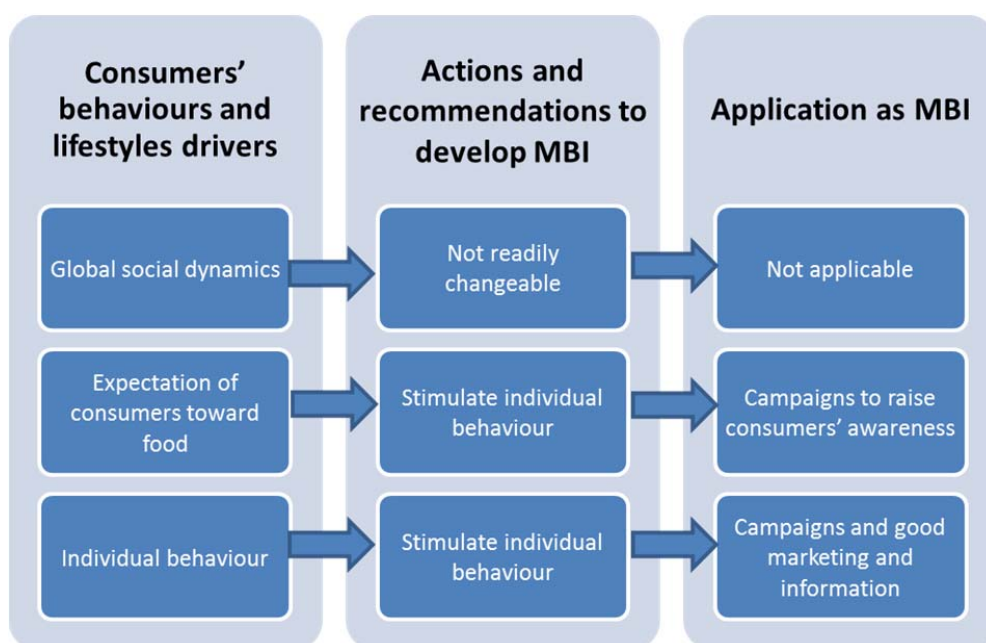 Consumers'
behaviours and
lifestyles drivers
Actions and
recommendations to
develop MBI
Application as MBI
Global social dynamics
Not readily
changeable
Not applicable
Expectation of
consumers toward
food
Stimulate individual
behaviour
Campaigns to raise
consumers' awareness
Individual behaviour
Stimulate individual
behaviour
Campaigns and good
marketing and
information